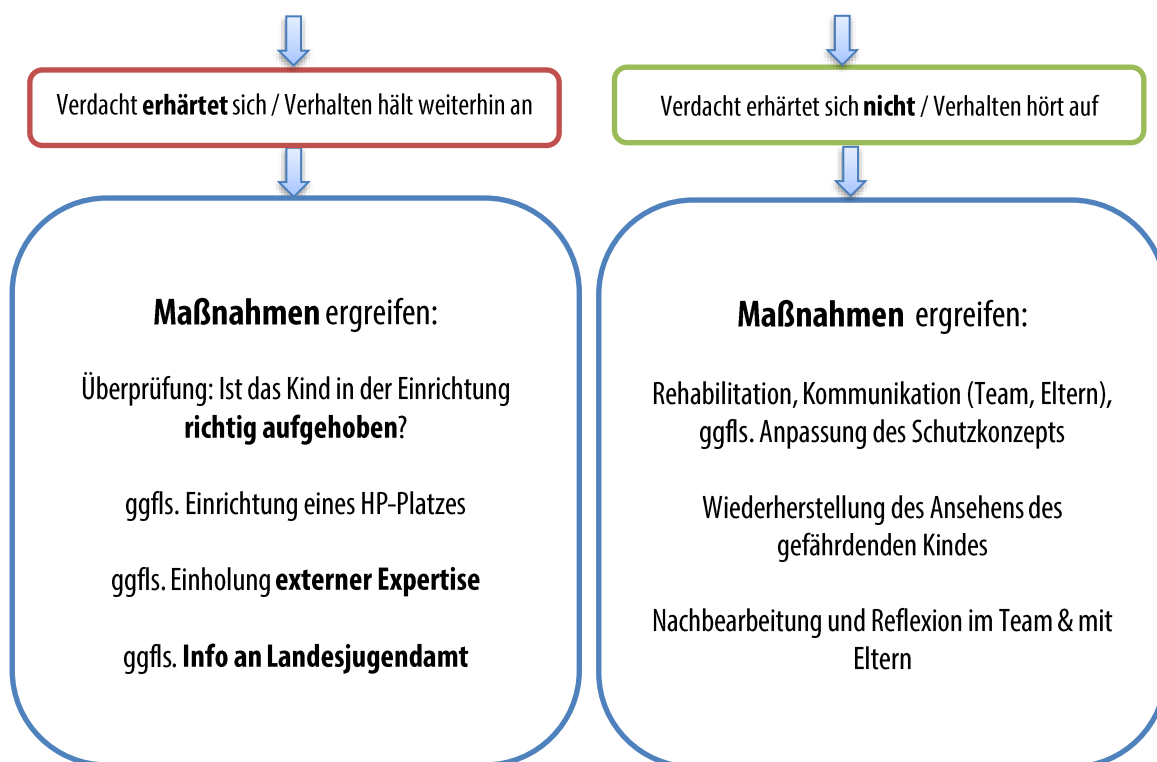 Verdacht erhärtet sich / Verhalten hält weiterhin an
Verdacht erhärtet sich nicht / Verhalten hört auf
Maßnahmen ergreifen:
Überprüfung: Ist das Kind in der Einrichtung
richtig aufgehoben?
ggfls. Einrichtung eines HP-Platzes
ggfls. Einholung externer Expertise
ggfls. Info an Landesjugendamt
Maßnahmen ergreifen:
Rehabilitation, Kommunikation (Team, Eltern),
ggfls. Anpassung des Schutzkonzepts
Wiederherstellung des Ansehens des
gefährdenden Kindes
Nachbearbeitung und Reflexion im Team & mit
Eltern